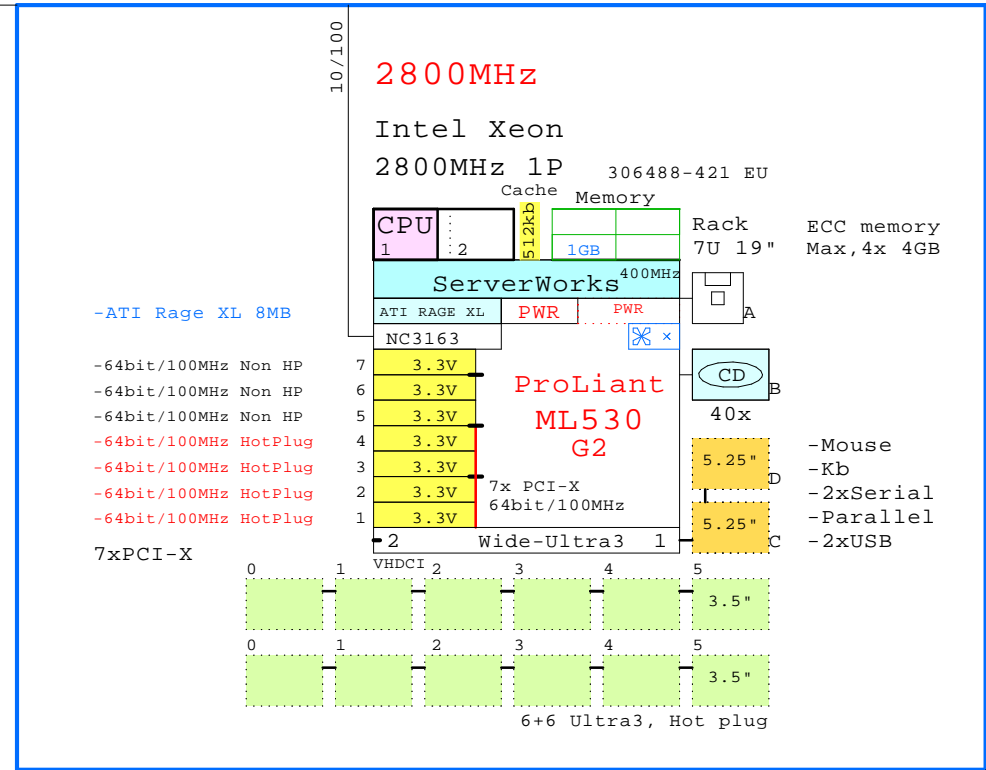 10/100
2800MHz
Intel Xeon
2800MHz 1P
306488-421 EU
Cache
Memory
512kb
CPU
1
2
1GB
Rack
7U 19"
ECC memory
Max,4x 4GB
ServerWorks
400MHz
-ATI Rage XL 8MB
ATI RAGE XL
PWR
PWR
A
NC3163
×
-64bit/100MHz Non HP 7 3.3V
-64bit/100MHz Non HP 6 3.3V
-64bit/100MHz Non HP 5 3.3V
-64bit/100MHz HotPlug 4 3.3V
-64bit/100MHz HotPlug 3 3.3V
-64bit/100MHz HotPlug 2 3.3V
-64bit/100MHz HotPlug 1 3.3V
7xPCI-X
ProLiant
ML530
G2
7x PCI-X
64bit/100MHz
CD
B
40x
5.25"
D
5.25"
C
-Mouse
-Kb
-2xSerial
-Parallel
-2xUSB
2 Wide-Ultra3 1
VHDCI
0 1 2 3 4 5
3.5"
0 1 2 3 4 5
3.5"
6+6 Ultra3, Hot plug